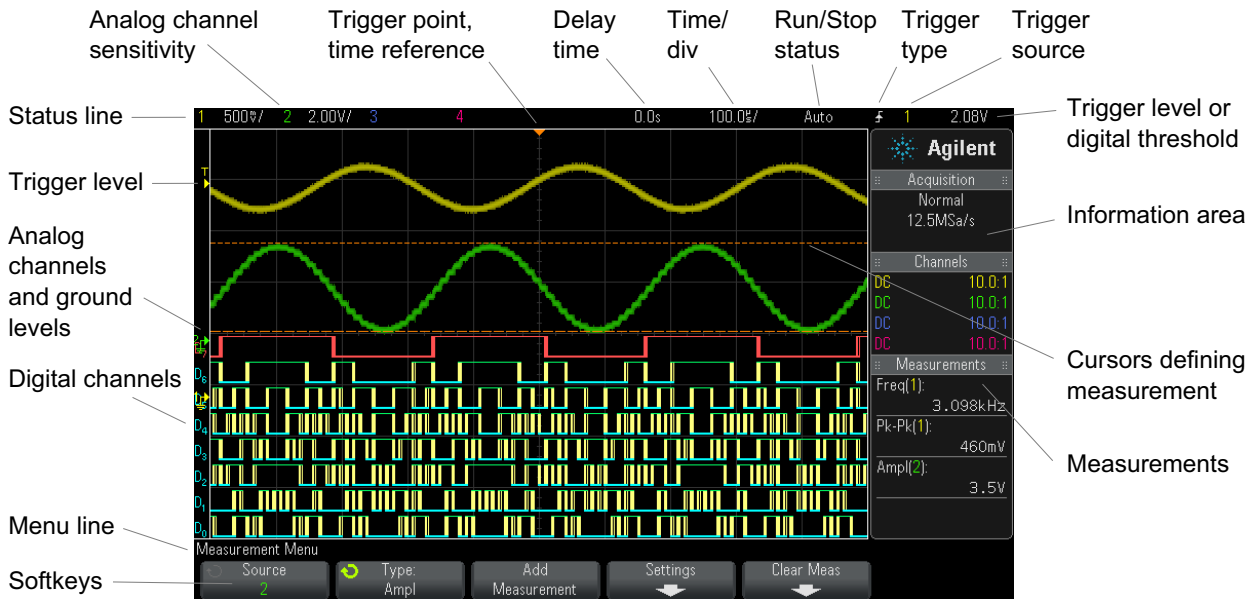 Analog channel
sensitivity
Trigger point,
time reference
Delay
time
Time/
div
Run/Stop
status
Trigger
type
Trigger
source
Status line
1 500mV/ 2 2.00V/ 3 4 0.0s 100.0us/ Auto 1 2.08V
Trigger level or
digital threshold
Agilent
Trigger level
T
Acquisition
Normal
12.5MSa/s
Information area
Analog
channels
and ground
levels
Channels
DC 10.0:1
DC 10.0:1
DC 10.0:1
DC 10.0:1
Digital channels
D6
D4
D3
D2
D1
D0
Measurements
Freq(1):
3.098kHz
Pk-Pk(1):
460mV
Ampl(2):
3.5V
Cursors defining
measurement
Measurements
Menu line
Measurement Menu
Softkeys
Source
2
Type:
Ampl
Add
Measurement
Settings
Clear Meas